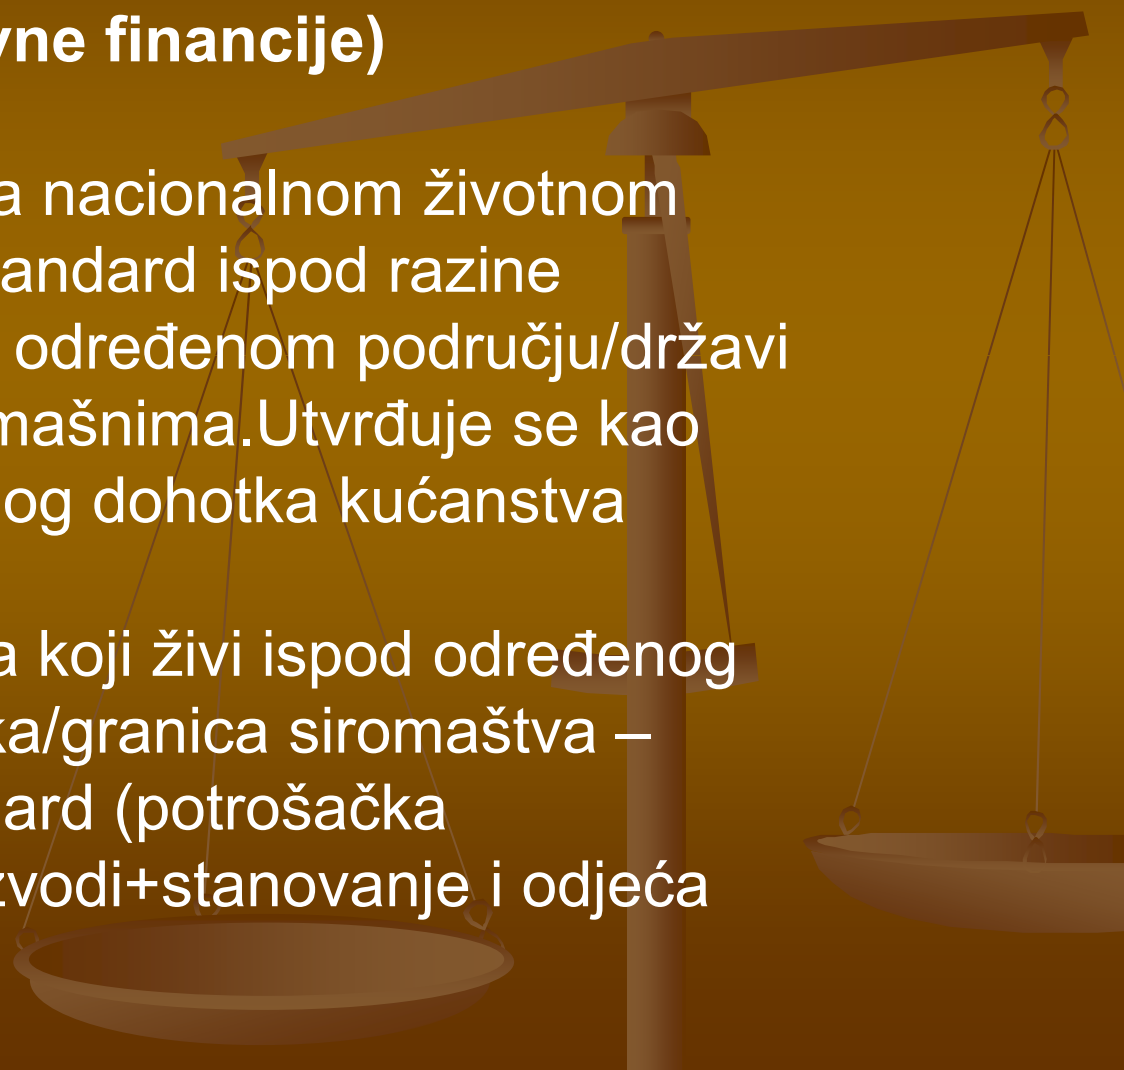 vne financije)
a nacionalnom životnom
andard ispod razine
određenom području/državi
mašnima.Utvrđuje se kao
og dohotka kućanstva
a koji živi ispod određenog
ka/granica siromaštva –
ard (potrošačka
zvodi+stanovanje i odjeća